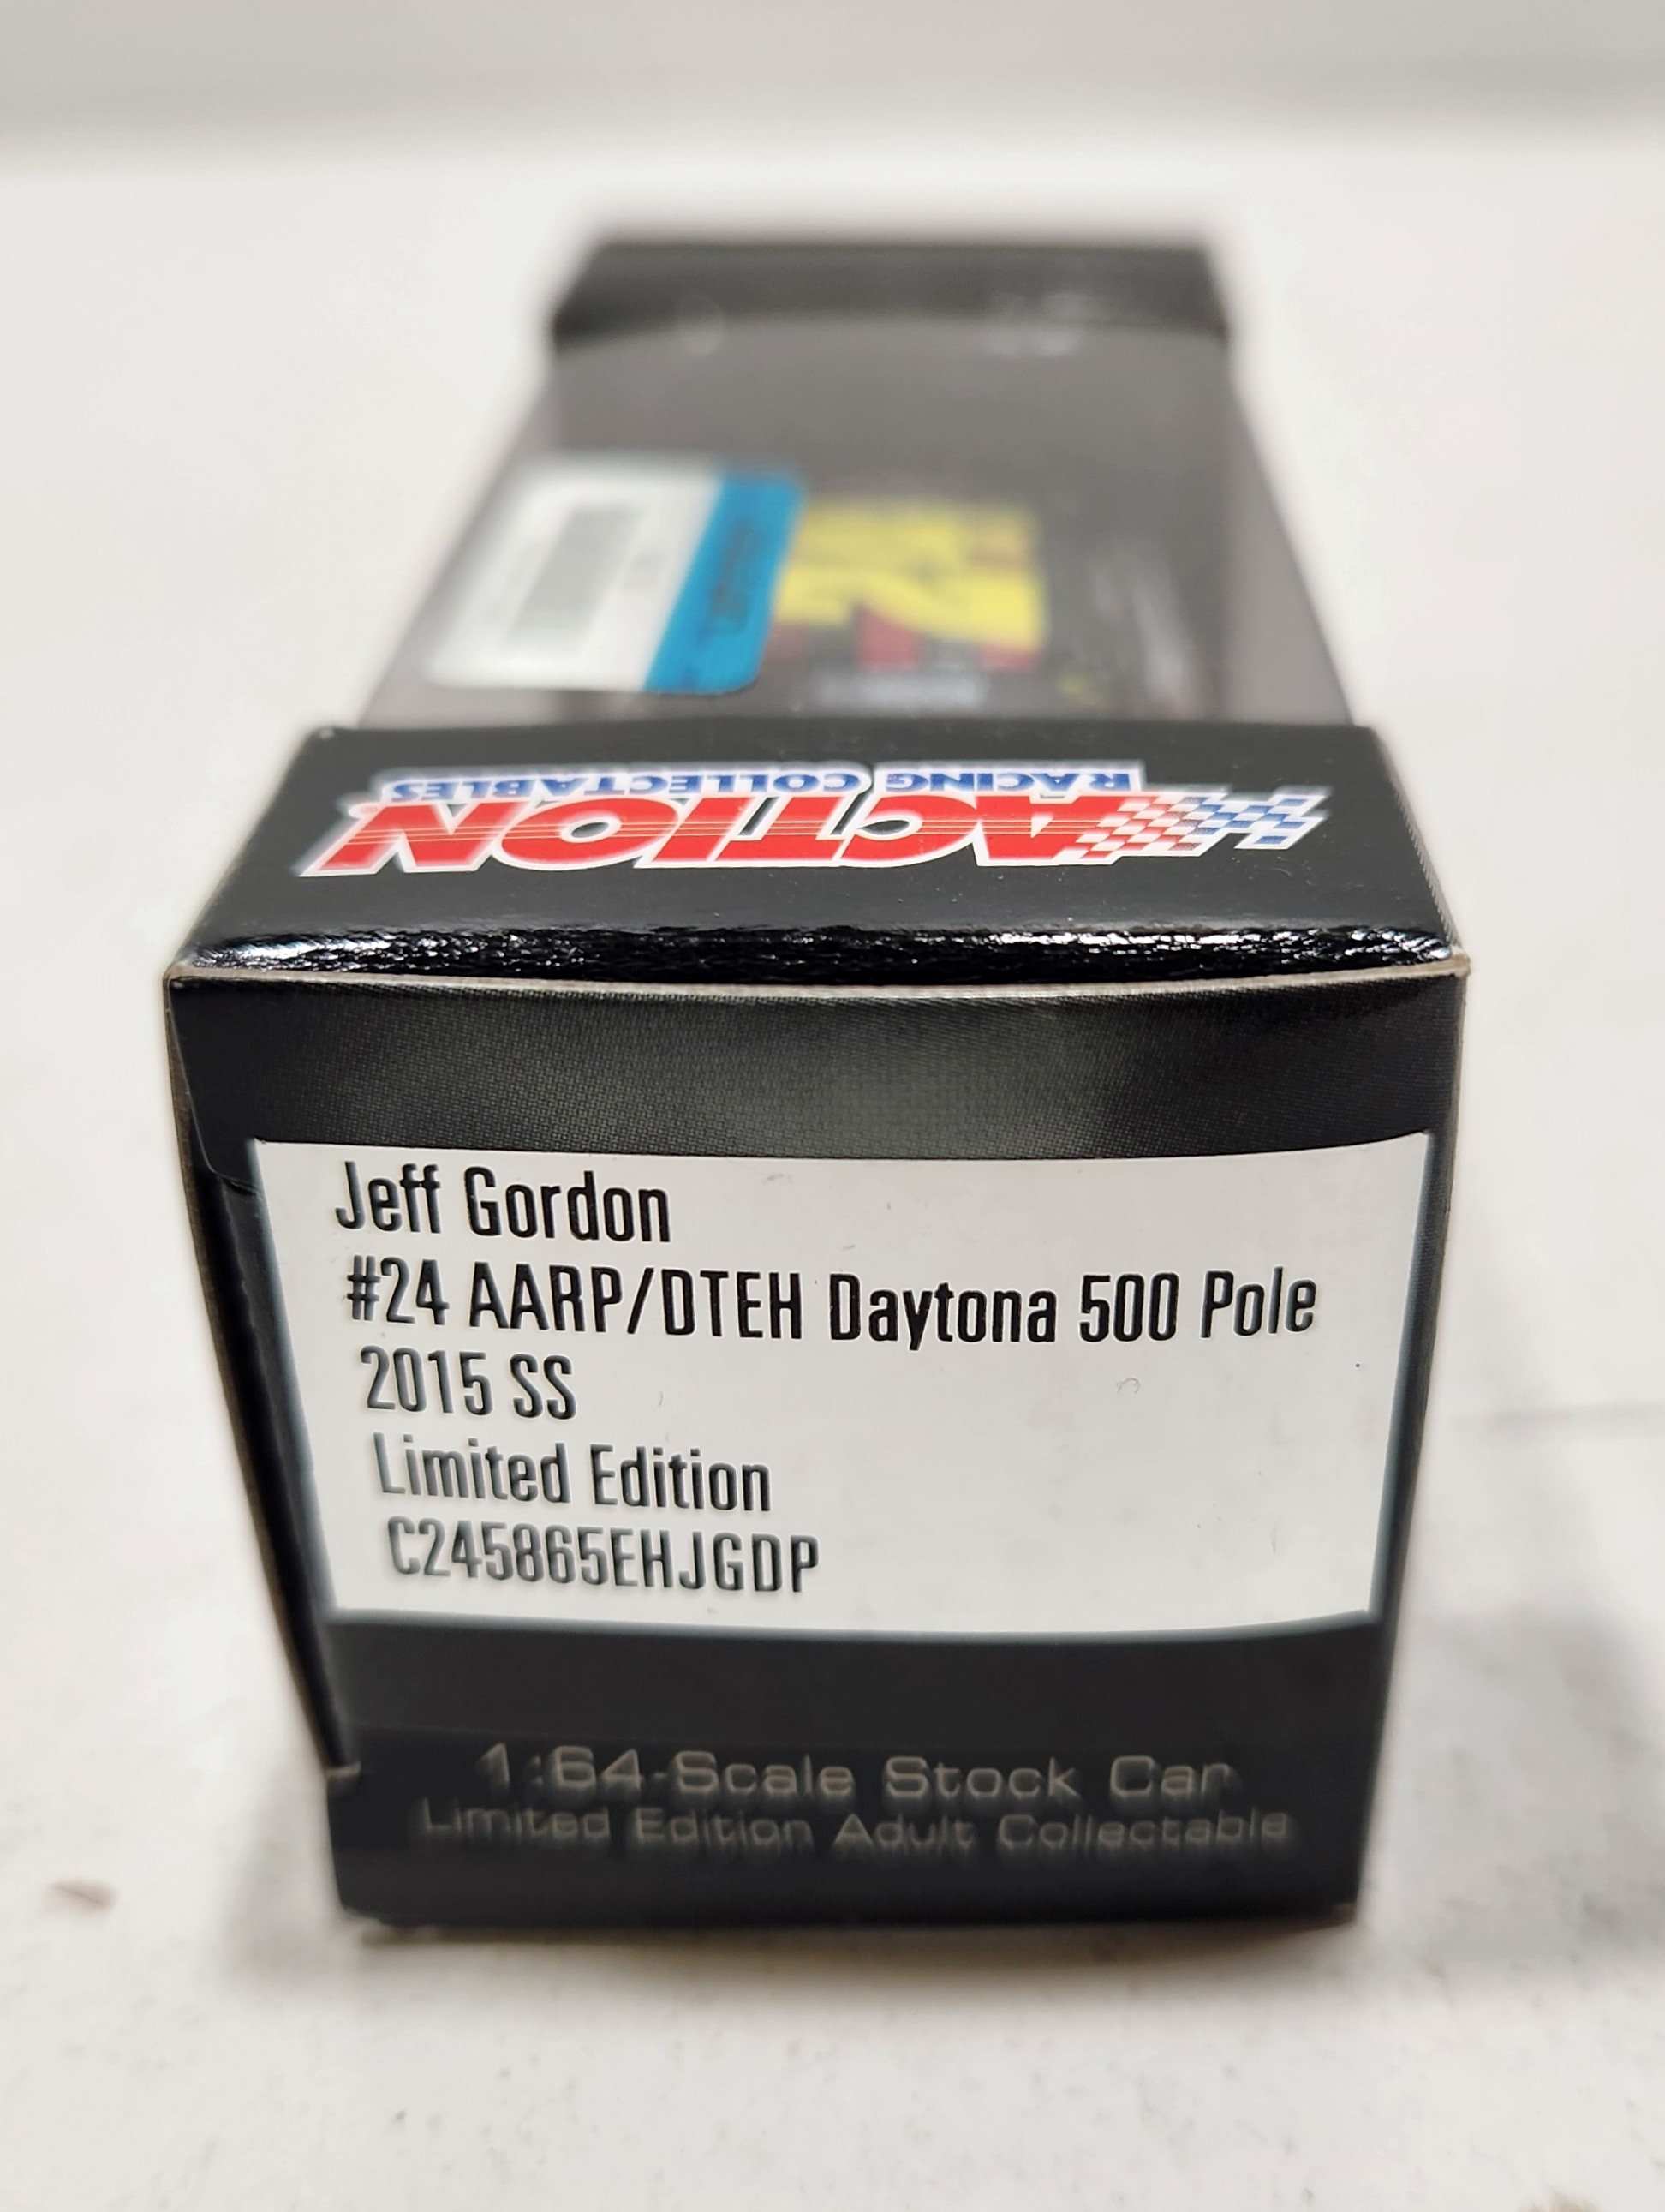 ACTION
RACING COLLECTABLES
Jeff Gordon
#24 AARP/DTEH Daytona 500 Pole
2015 SS
Limited Edition
C245865EHJGDP
1:64-Scale Stock Car
Limited Edition Adult Collectable